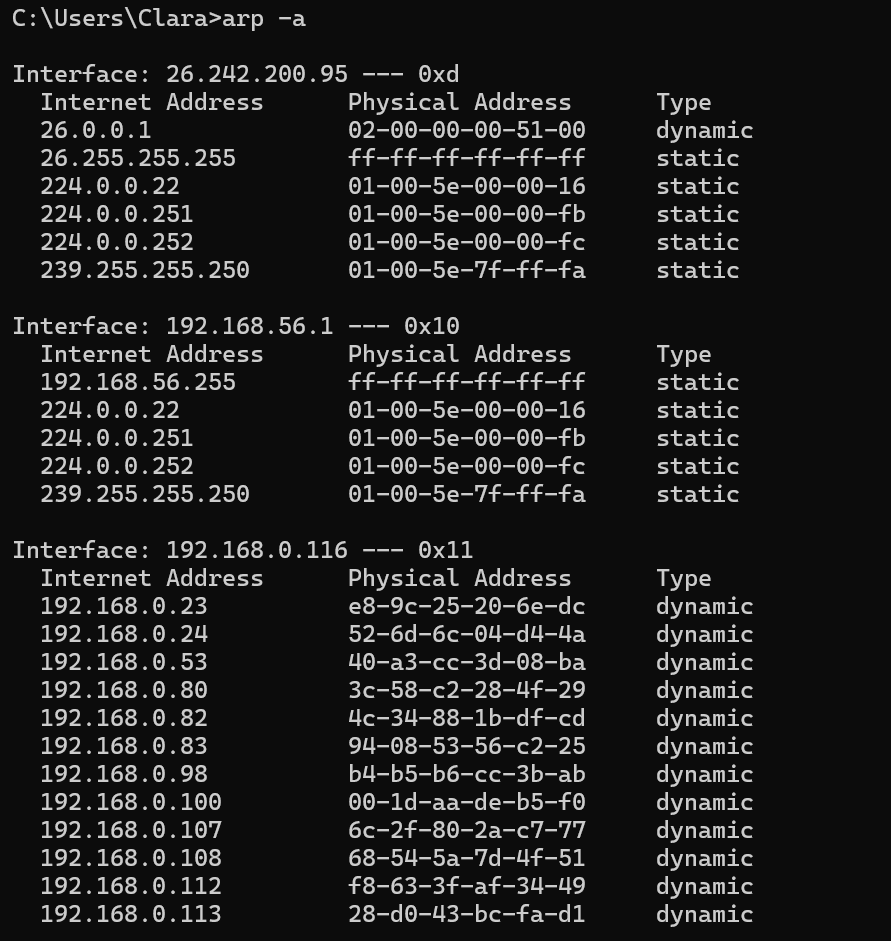 C:\Users\Clara>arp -a
Interface: 26.242.200.95 --- 0xd
Internet Address Physical Address Type
26.0.0.1 02-00-00-00-51-00 dynamic
26.255.255.255 ff-ff-ff-ff-ff-ff static
224.0.0.22 01-00-5e-00-00-16 static
224.0.0.251 01-00-5e-00-00-fb static
224.0.0.252 01-00-5e-00-00-fc static
239.255.255.250 01-00-5e-7f-ff-fa static
Interface: 192.168.56.1 --- 0x10
Internet Address Physical Address Type
192.168.56.255 ff-ff-ff-ff-ff-ff static
224.0.0.22 01-00-5e-00-00-16 static
224.0.0.251 01-00-5e-00-00-fb static
224.0.0.252 01-00-5e-00-00-fc static
239.255.255.250 01-00-5e-7f-ff-fa static
Interface: 192.168.0.116 --- 0x11
Internet Address Physical Address Type
192.168.0.23 e8-9c-25-20-6e-dc dynamic
192.168.0.24 52-6d-6c-04-d4-4a dynamic
192.168.0.53 40-a3-cc-3d-08-ba dynamic
192.168.0.80 3c-58-c2-28-4f-29 dynamic
192.168.0.82 4c-34-88-1b-df-cd dynamic
192.168.0.83 94-08-53-56-c2-25 dynamic
192.168.0.98 b4-b5-b6-cc-3b-ab dynamic
192.168.0.100 00-1d-aa-de-b5-f0 dynamic
192.168.0.107 6c-2f-80-2a-c7-77 dynamic
192.168.0.108 68-54-5a-7d-4f-51 dynamic
192.168.0.112 f8-63-3f-af-34-49 dynamic
192.168.0.113 28-d0-43-bc-fa-d1 dynamic